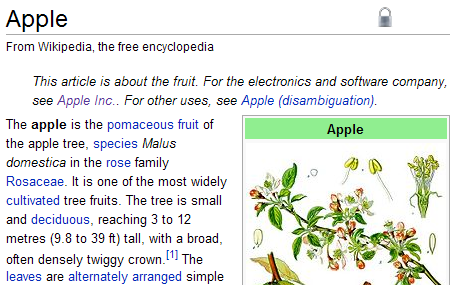 Apple
From Wikipedia, the free encyclopedia
This article is about the fruit. For the electronics and software company,
see Apple Inc.. For other uses, see Apple (disambiguation).
The apple is the pomaceous fruit of
the apple tree, species Malus
domestica in the rose family
Rosaceae. It is one of the most widely
cultivated tree fruits. The tree is small
and deciduous, reaching 3 to 12
metres (9.8 to 39 ft) tall, with a broad,
often densely twiggy crown.[1] The
leaves are alternately arranged simple
Apple